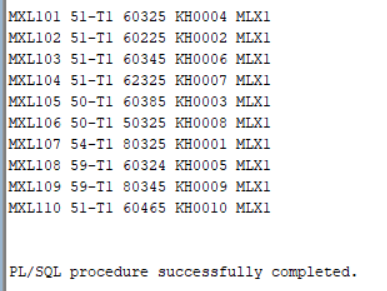 MXL101 51-T1 60325 KH0004 MLX1
MXL102 51-T1 60225 KH0002 MLX1
MXL103 51-T1 60345 KH0006 MLX1
MXL104 51-T1 62325 KH0007 MLX1
MXL105 50-T1 60385 KH0003 MLX1
MXL106 50-T1 50325 KH0008 MLX1
MXL107 54-T1 80325 KH0001 MLX1
MXL108 59-T1 60324 KH0005 MLX1
MXL109 59-T1 80345 KH0009 MLX1
MXL110 51-T1 60465 KH0010 MLX1
PL/SQL procedure successfully completed.